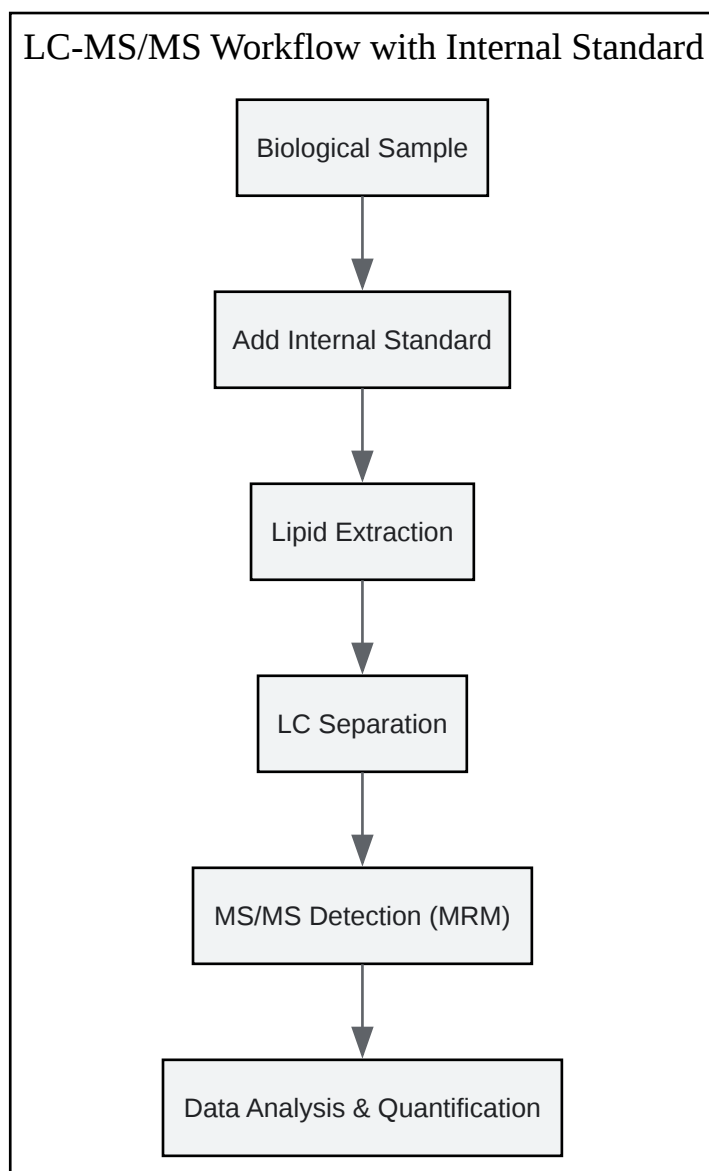 LC-MS/MS Workflow with Internal Standard
Biological Sample
Add Internal Standard
Lipid Extraction
LC Separation
MS/MS Detection (MRM)
Data Analysis & Quantification